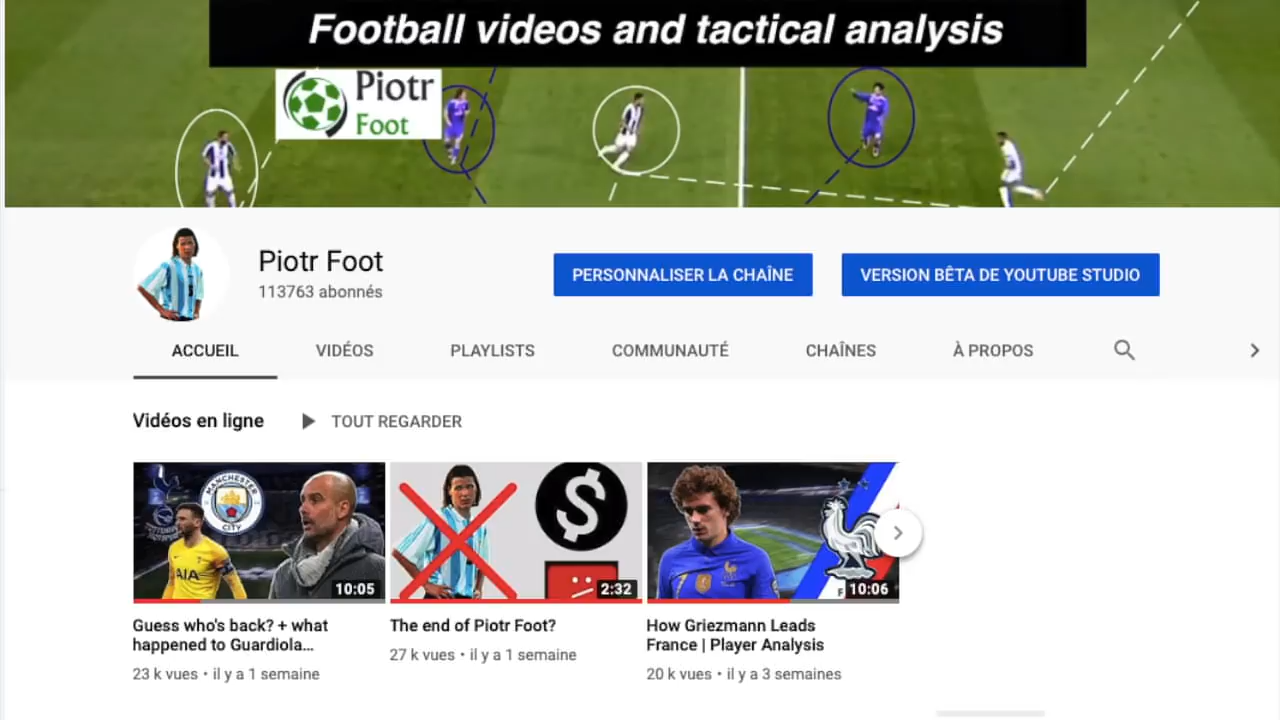 Football videos and tactical analysis
Piotr
Foot
Piotr Foot
113763 abonnés
PERSONNALISER LA CHAÎNE
VERSION BÊTA DE YOUTUBE STUDIO
ACCUEIL
VIDÉOS
PLAYLISTS
COMMUNAUTÉ
CHAÎNES
À PROPOS
Vidéos en ligne
TOUT REGARDER
MANCHESTER
CITY
AIA
10:05
$
2:32
F
10:06
Guess who's back? + what
happened to Guardiola...
23 k vues • il y a 1 semaine
The end of Piotr Foot?
27 k vues • il y a 1 semaine
How Griezmann Leads
France | Player Analysis
20 k vues • il y a 3 semaines